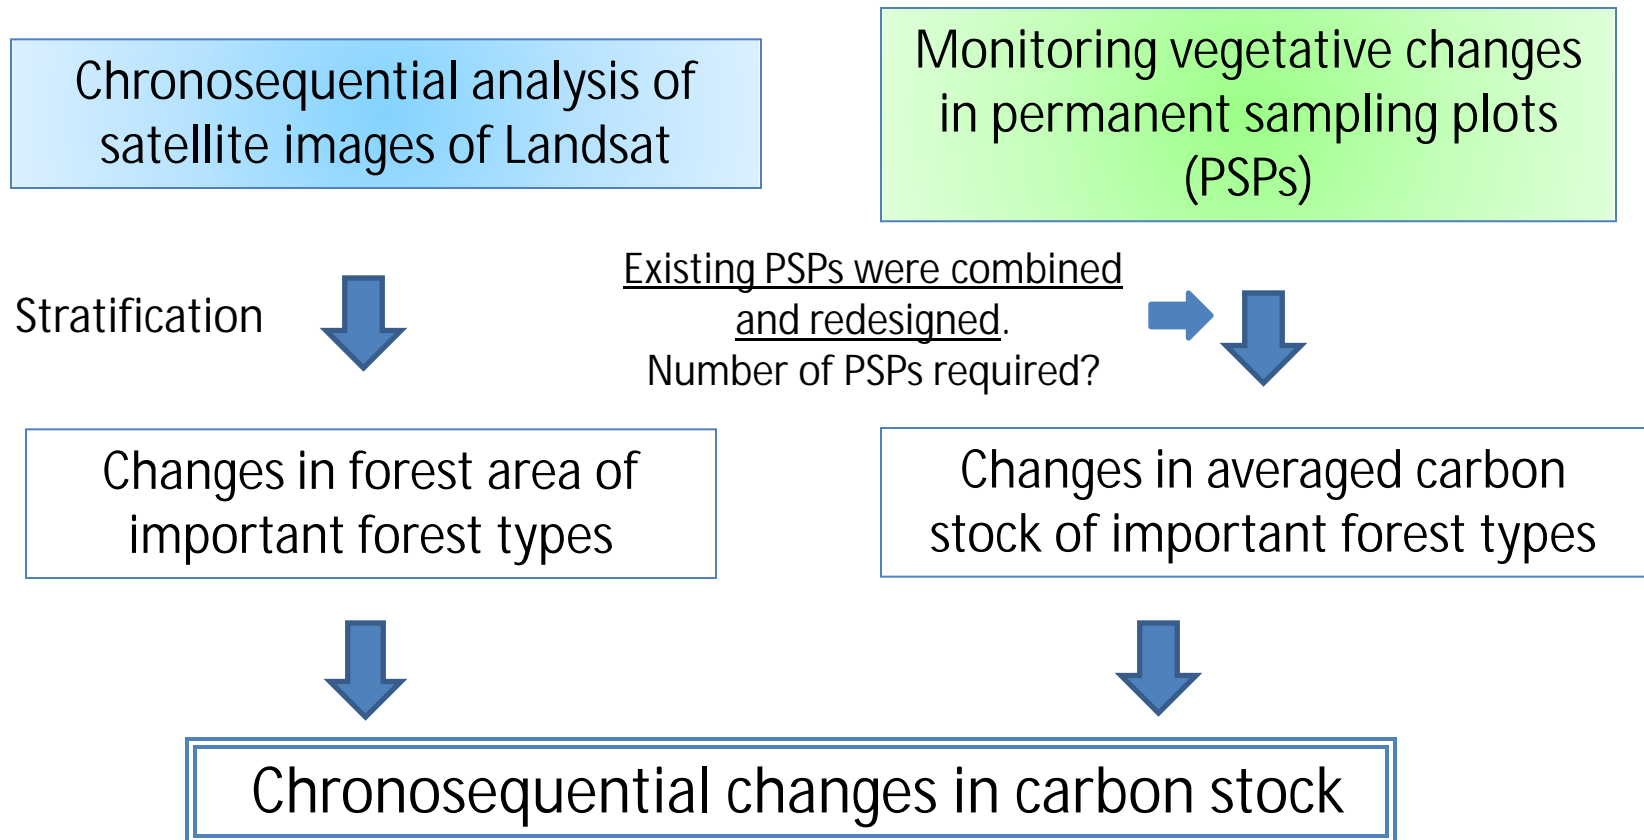 Chronosequential analysis of
satellite images of Landsat
Monitoring vegetative changes
in permanent sampling plots
(PSPs)
Stratification
Existing PSPs were combined
and redesigned.
Number of PSPs required?
Changes in forest area of
important forest types
Changes in averaged carbon
stock of important forest types
Chronosequential changes in carbon stock